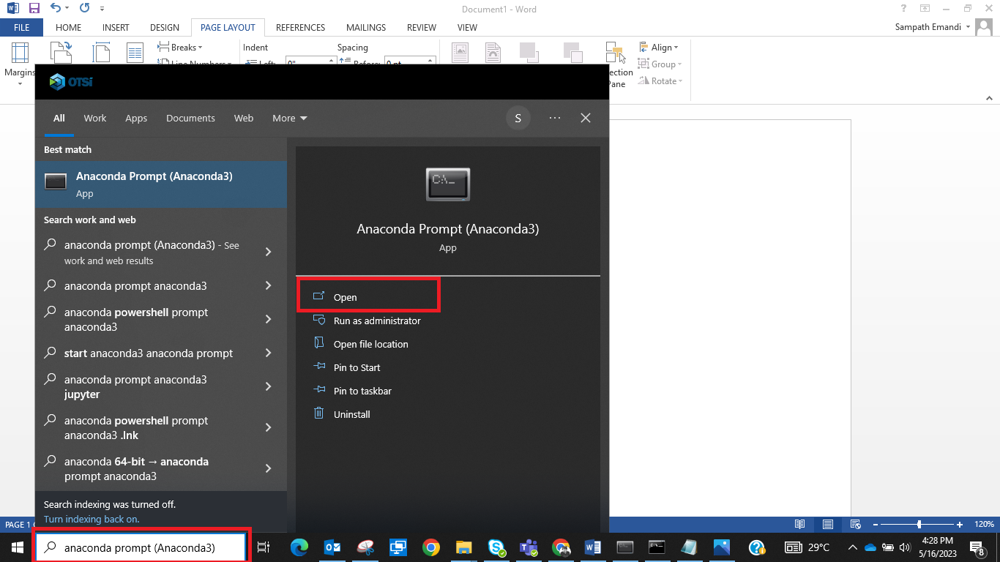 Document1 - Word
FILE
HOME
INSERT
DESIGN
PAGE LAYOUT
REFERENCES
MAILINGS
REVIEW
VIEW
Sampath Emandi
Margins
Breaks
Line Numbers
Indent
Left:
0"
Spacing
Before:
0 pt
ection
ane
Align
Group
Rotate
OTSi
All
Work
Apps
Documents
Web
More
S
Best match
Anaconda Prompt (Anaconda3)
App
Search work and web
anaconda prompt (Anaconda3) - See
work and web results
anaconda prompt anaconda3
anaconda powershell prompt
anaconda3
start anaconda3 anaconda prompt
anaconda prompt anaconda3
jupyter
anaconda powershell prompt
anaconda3 .lnk
anaconda 64-bit → anaconda
prompt anaconda3
Search indexing was turned off.
Turn indexing back on.
C:\_
Anaconda Prompt (Anaconda3)
App
Open
Run as administrator
Open file location
Pin to Start
Pin to taskbar
Uninstall
PAGE 1
120%
anaconda prompt (Anaconda3)
29°C
4:28 PM
5/16/2023
8